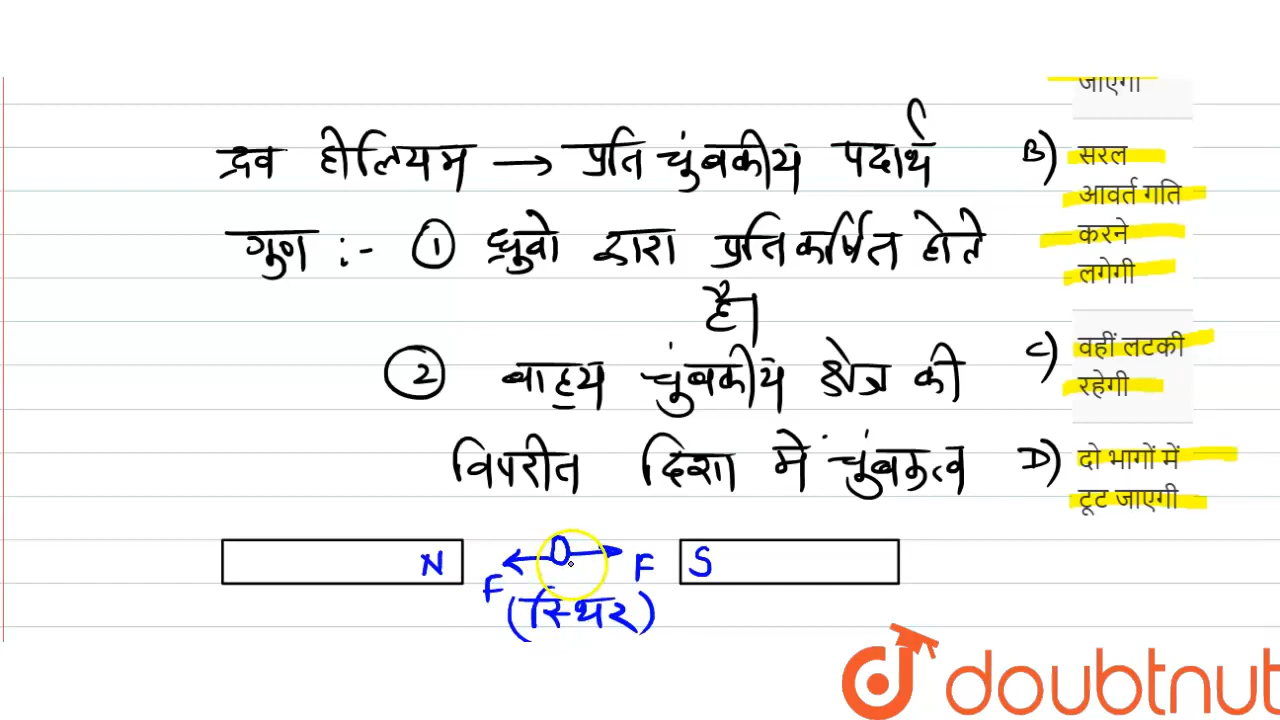 जाएगी
द्रव हीलियम → प्रति चुंबकीय पदार्थ
B) सरल
आवर्त गति
करने
लगेगी
गुण :- ① ध्रुवो द्वारा प्रतिकर्षित होते
है।
② बाह्य चुंबकीय क्षेत्र की
C) वहीं लटकी
रहेगी
विपरीत दिशा में चुंबकत्व
D) दो भागों में
टूट जाएगी
N F F S
(स्थिर)
doubtnut